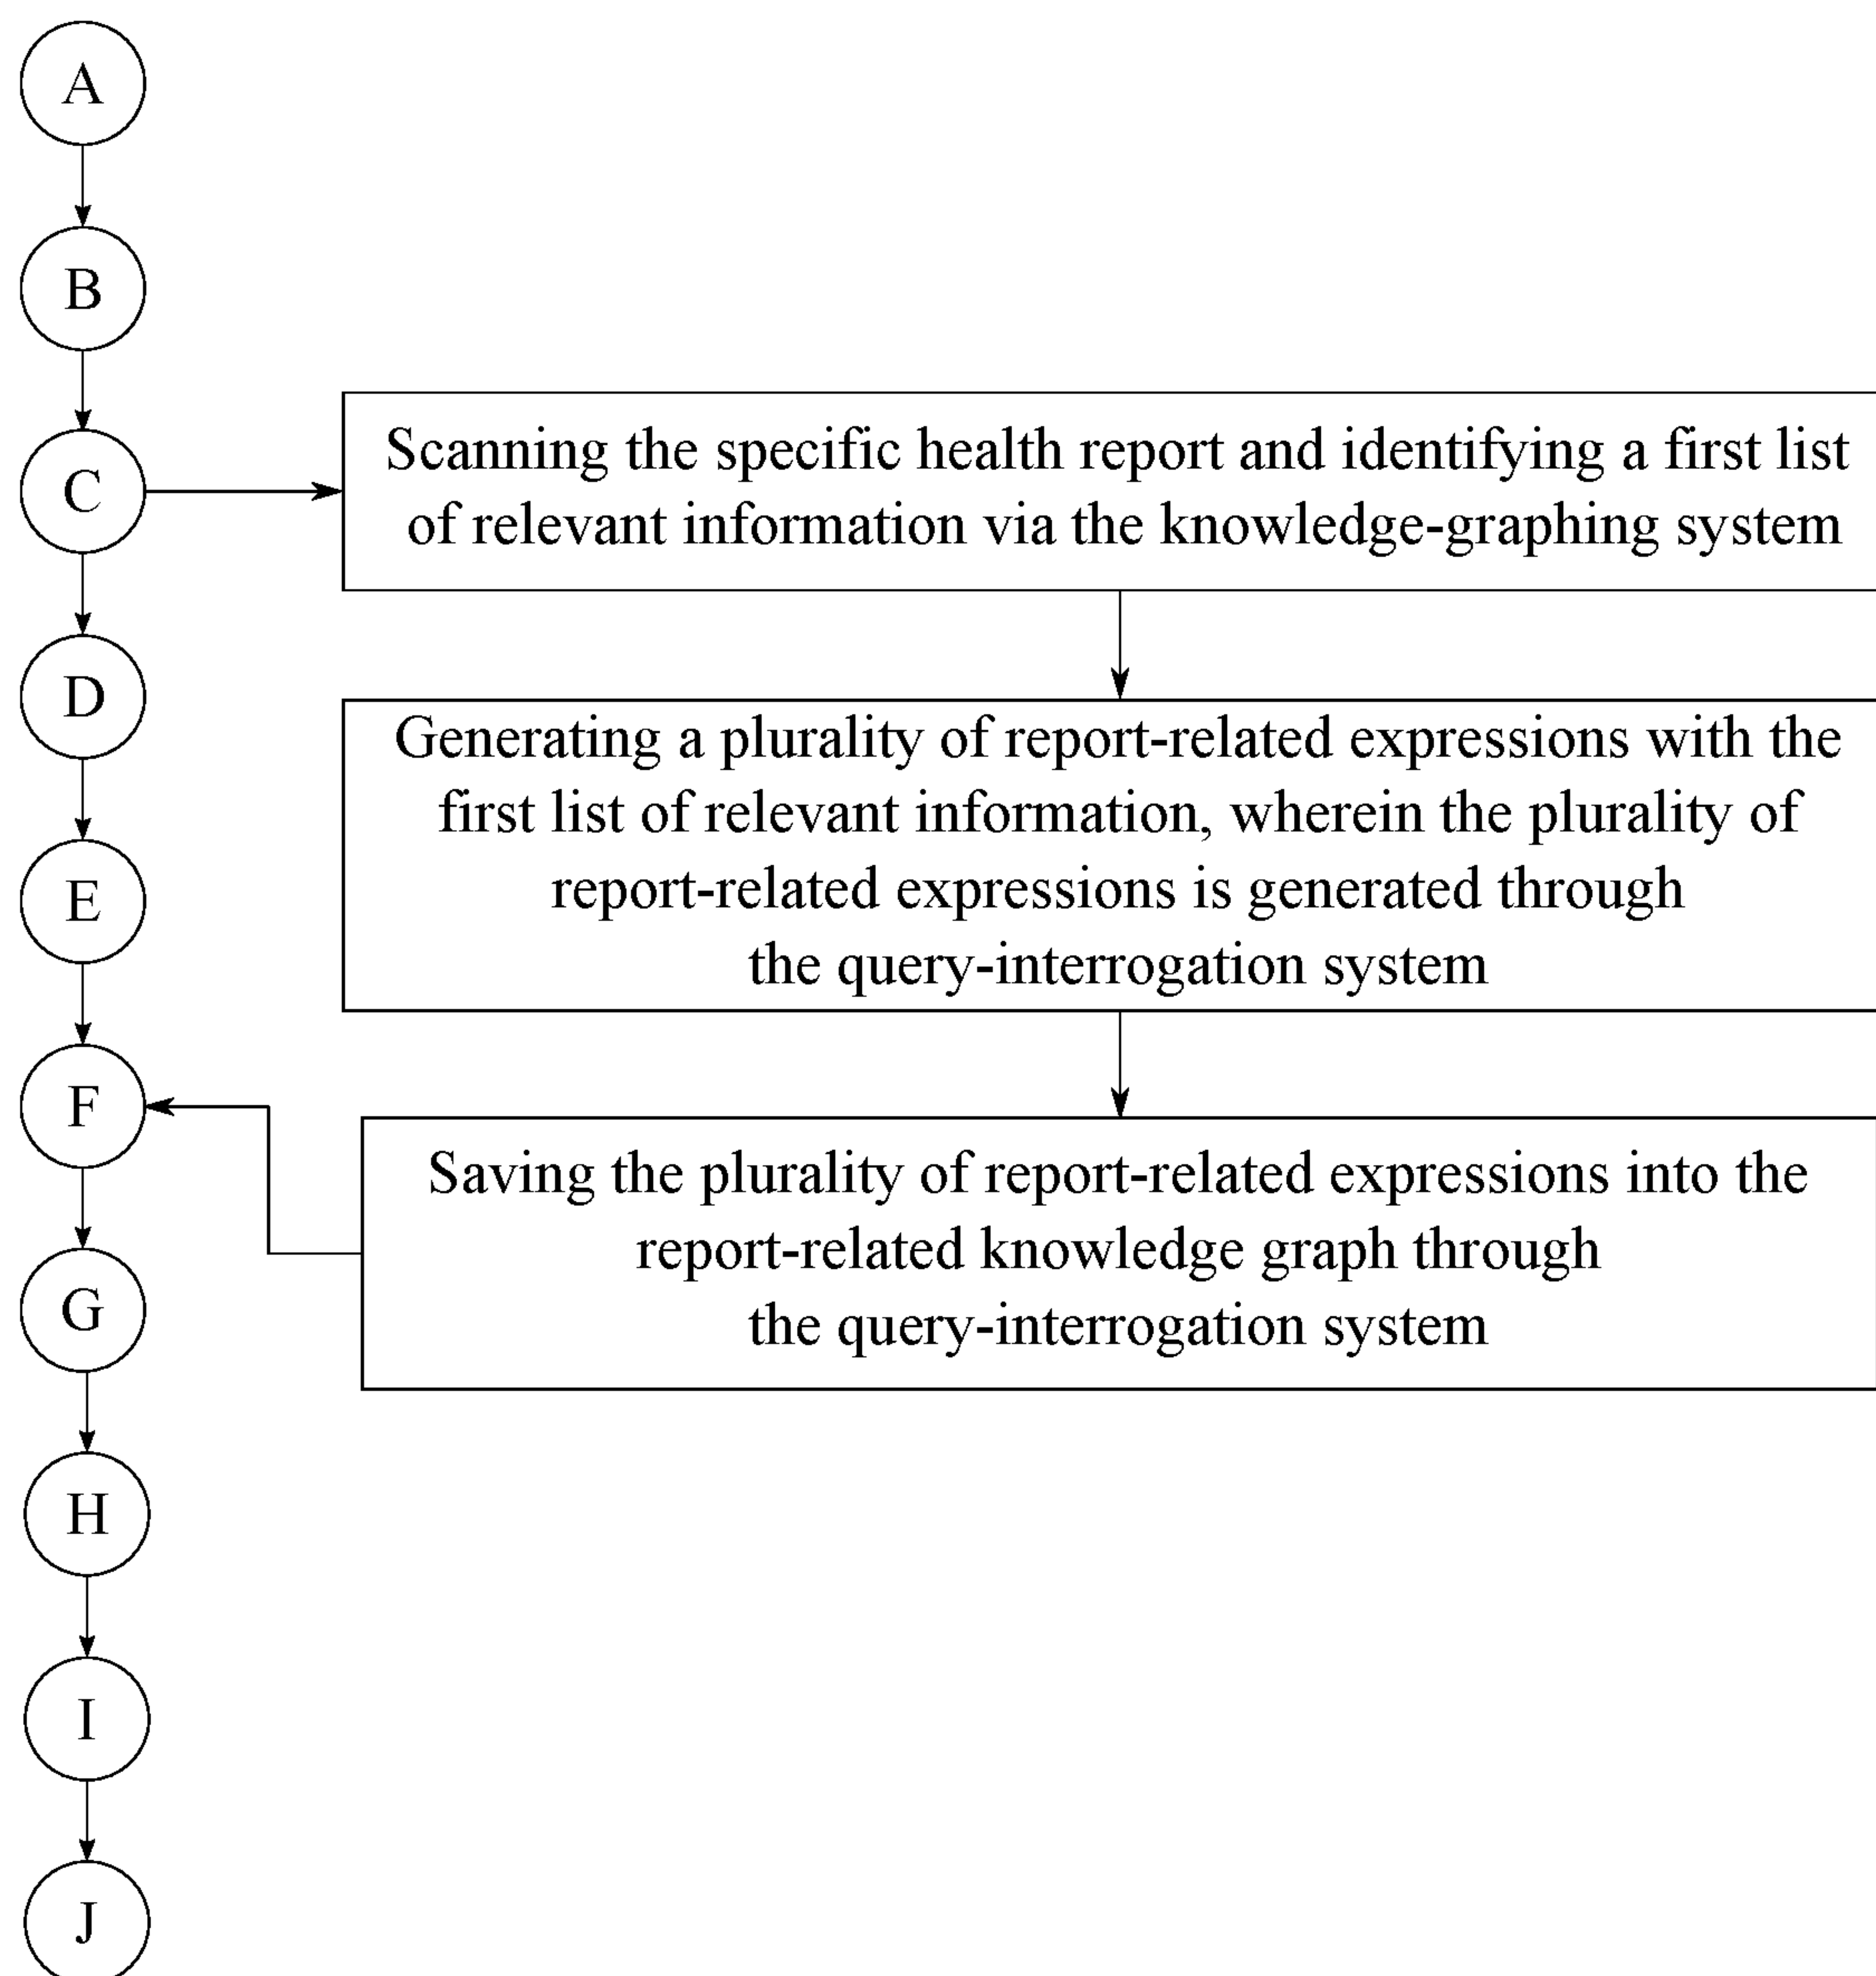 A
B
C
Scanning the specific health report and identifying a first list
of relevant information via the knowledge-graphing system
D
Generating a plurality of report-related expressions with the
first list of relevant information, wherein the plurality of
report-related expressions is generated through
the query-interrogation system
E
F
Saving the plurality of report-related expressions into the
report-related knowledge graph through
the query-interrogation system
G
H
I
J